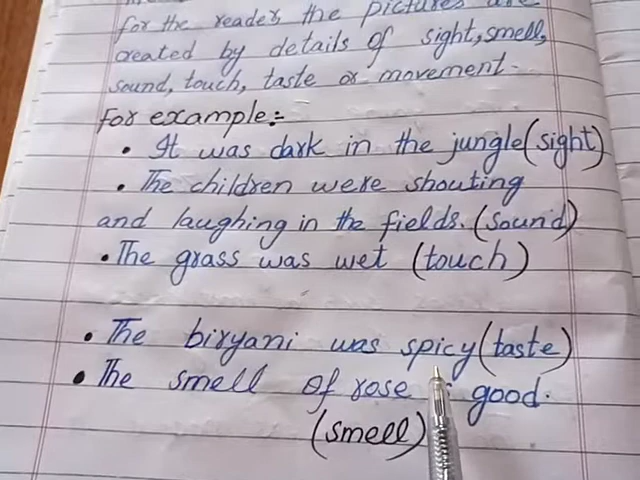 for the reader, the pictures are
created by details of sight, smell,
sound, touch, taste or movement.
For example:-
• It was dark in the jungle (sight)
• The children were shouting
and laughing in the fields. (sound)
• The grass was wet (touch)
• The biryani was spicy (taste)
• The smell of rose good.
(smell)